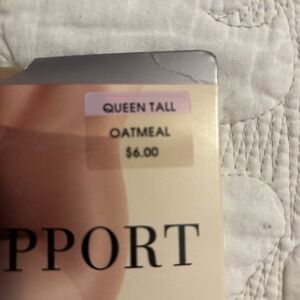 QUEEN TALL
OATMEAL
$6.00
PPORT